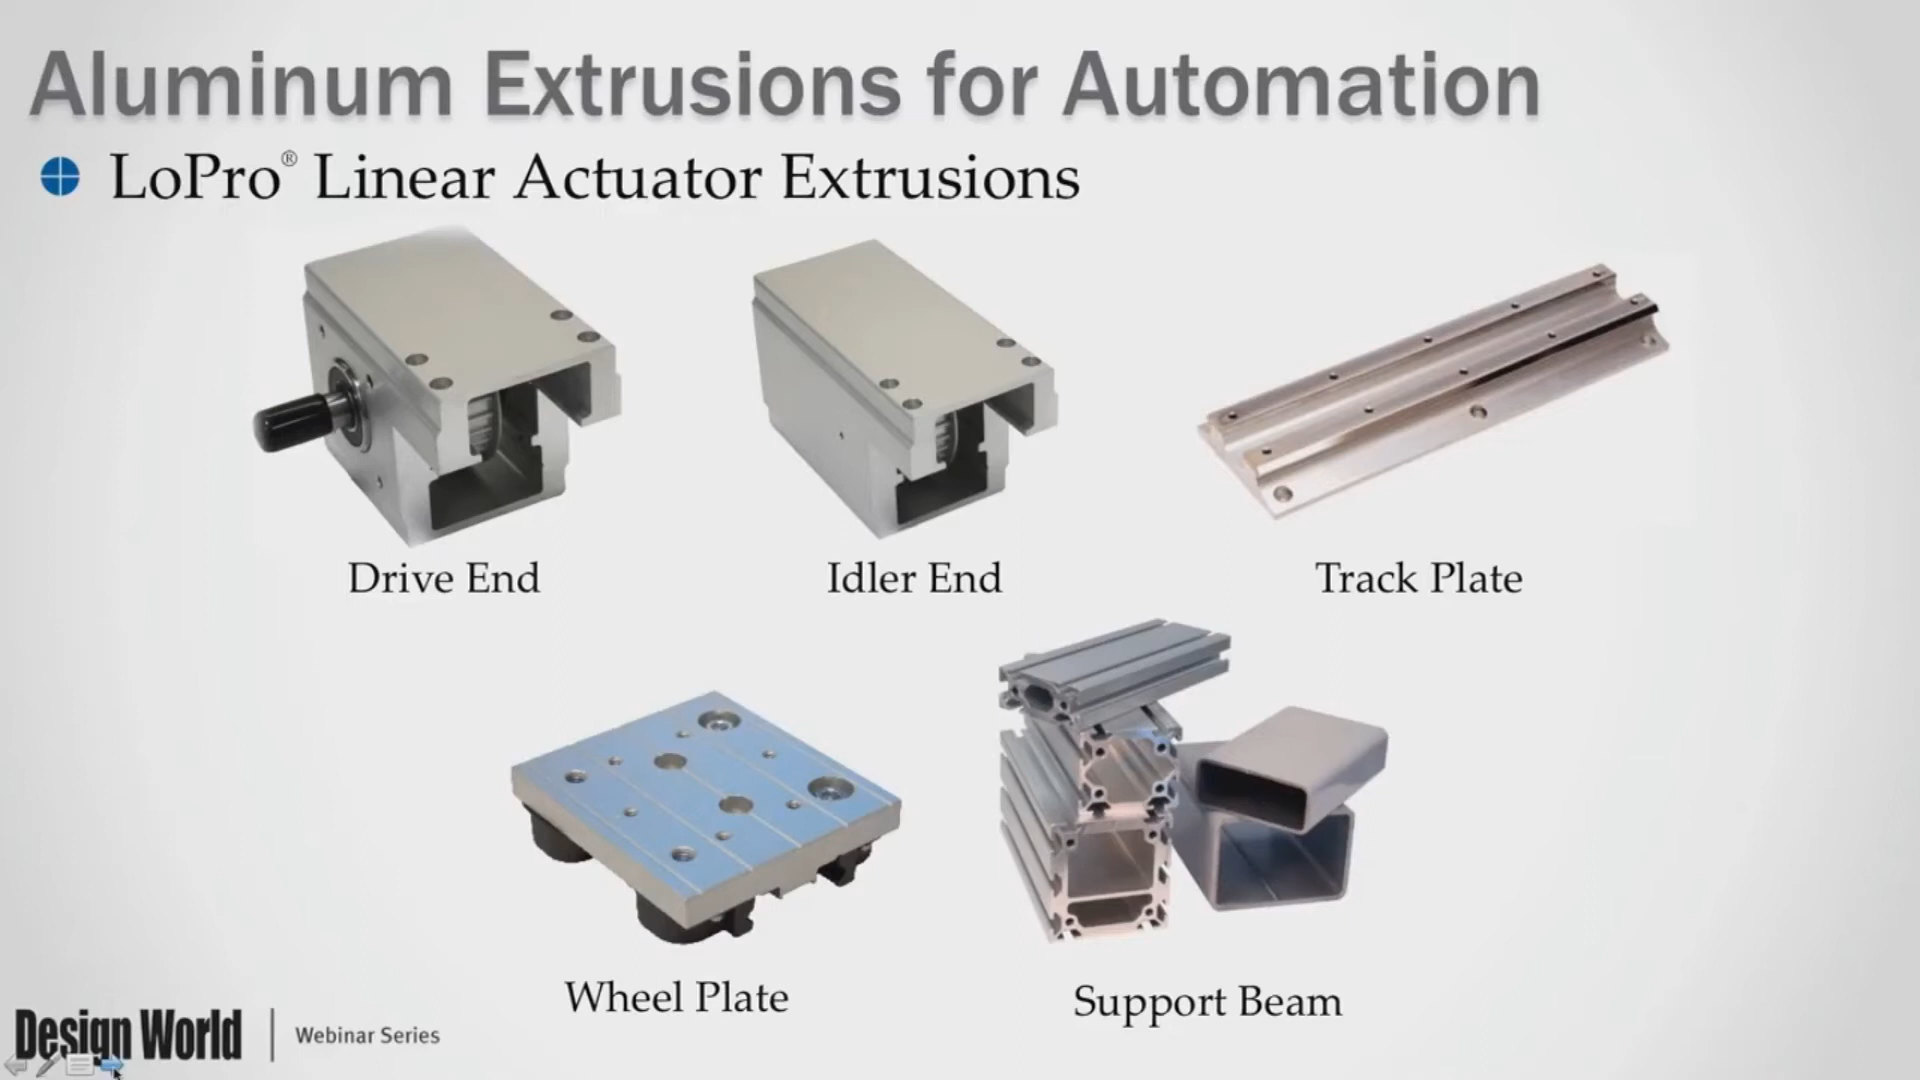 Aluminum Extrusions for Automation
LoPro® Linear Actuator Extrusions
Drive End
Idler End
Track Plate
Wheel Plate
Support Beam
Design World
Webinar Series